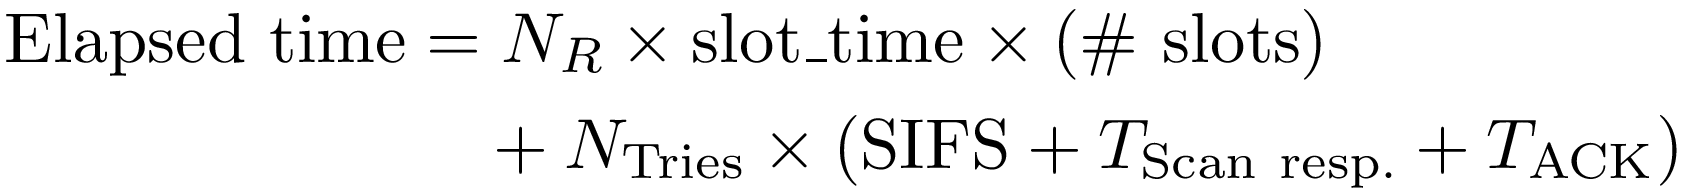 Elapsed time = N_R × slot_time × (# slots)
+ N_Tries × (SIFS + T_Scan resp. + T_ACK)